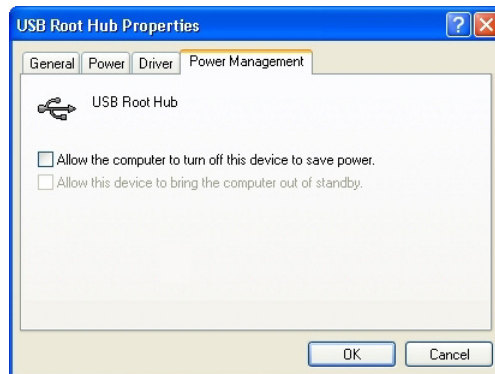 USB Root Hub Properties
General Power Driver Power Management
USB Root Hub
Allow the computer to turn off this device to save power.
Allow this device to bring the computer out of standby.
OK Cancel